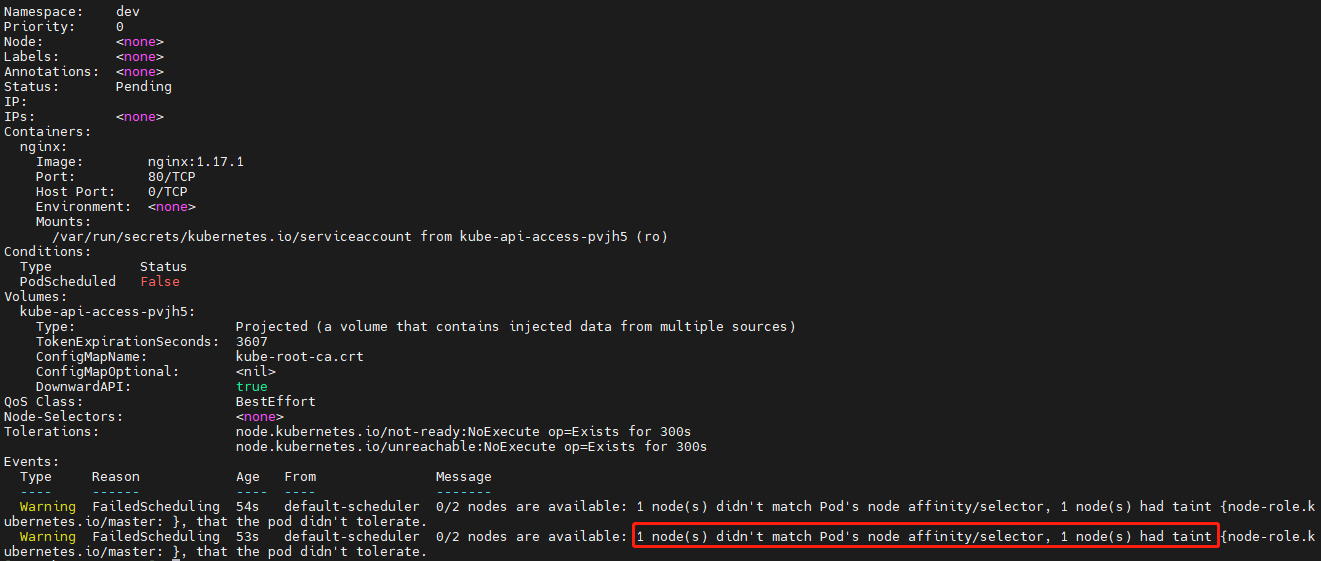 Namespace:    dev
Priority:     0
Node:         <none>
Labels:       <none>
Annotations:  <none>
Status:       Pending
IP:
IPs:          <none>
Containers:
  nginx:
    Image:        nginx:1.17.1
    Port:         80/TCP
    Host Port:    0/TCP
    Environment:  <none>
    Mounts:
      /var/run/secrets/kubernetes.io/serviceaccount from kube-api-access-pvjh5 (ro)
Conditions:
  Type           Status
  PodScheduled   False
Volumes:
  kube-api-access-pvjh5:
    Type:                    Projected (a volume that contains injected data from multiple sources)
    TokenExpirationSeconds:  3607
    ConfigMapName:           kube-root-ca.crt
    ConfigMapOptional:       <nil>
    DownwardAPI:             true
QoS Class:                   BestEffort
Node-Selectors:              <none>
Tolerations:                 node.kubernetes.io/not-ready:NoExecute op=Exists for 300s
                             node.kubernetes.io/unreachable:NoExecute op=Exists for 300s
Events:
  Type     Reason            Age   From               Message
  ----     ------            ----  ----               -------
  Warning  FailedScheduling  54s   default-scheduler  0/2 nodes are available: 1 node(s) didn't match Pod's node affinity/selector, 1 node(s) had taint {node-role.k
ubernetes.io/master: }, that the pod didn't tolerate.
  Warning  FailedScheduling  53s   default-scheduler  0/2 nodes are available: 1 node(s) didn't match Pod's node affinity/selector, 1 node(s) had taint {node-role.k
ubernetes.io/master: }, that the pod didn't tolerate.